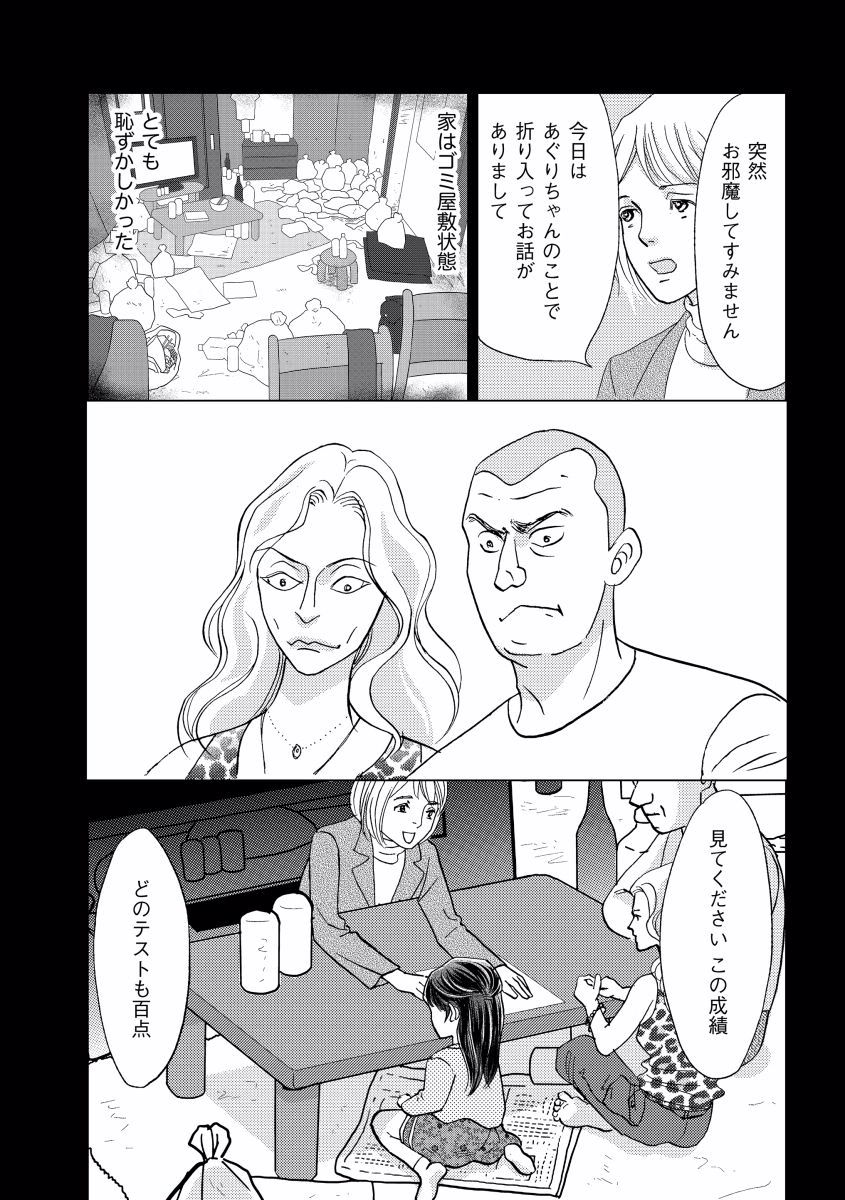 突然
お邪魔してすみません
今日は
あぐりちゃんのことで
折り入ってお話が
ありまして
家はゴミ屋敷状態
とても
恥ずかしかった
見てください この成績
どのテストも百点